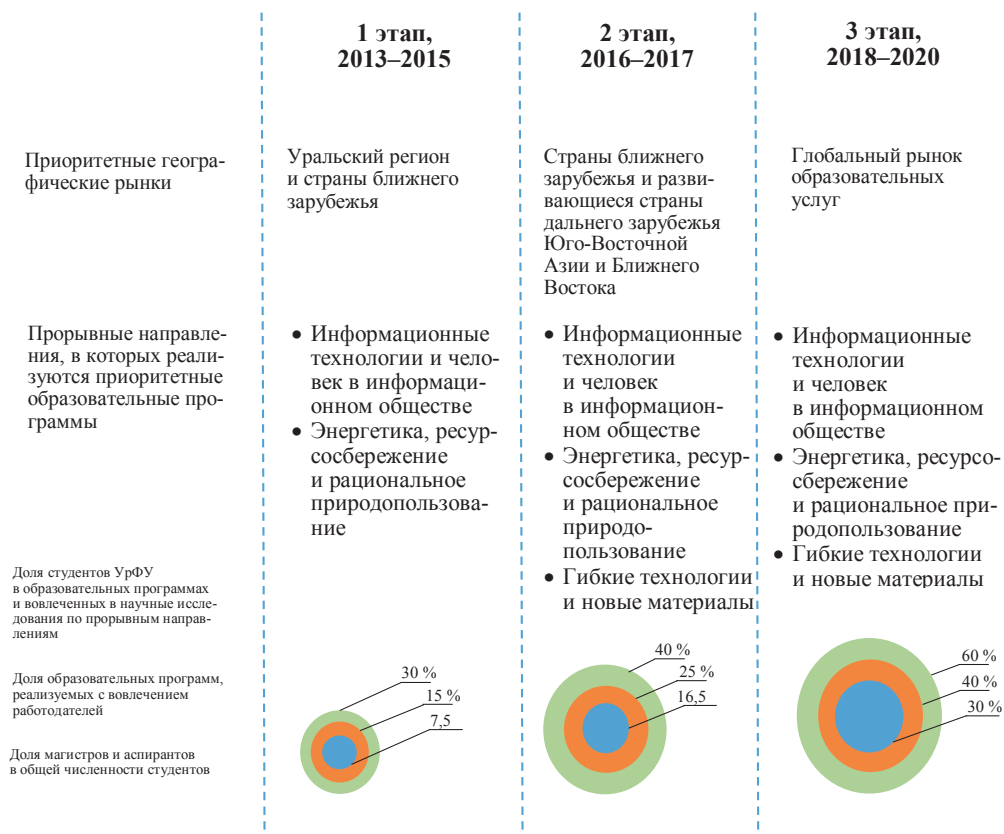 1 этап,
2013–2015
2 этап,
2016–2017
3 этап,
2018–2020
Приоритетные геогра-
фические рынки
Уральский регион
и страны ближнего
зарубежья
Страны ближнего
зарубежья и разви-
вающиеся страны
дальнего зарубежья
Юго-Восточной
Азии и Ближнего
Востока
Глобальный рынок
образовательных
услуг
Прорывные направле-
ния, в которых реали-
зуются приоритетные
образовательные про-
граммы
• Информационные
технологии и чело-
век в информаци-
онном обществе
• Энергетика, ресур-
сосбережение
и рациональное
природопользова-
ние
• Информационные
технологии
и человек
в информацион-
ном обществе
• Энергетика, ресур-
сосбережение
и рациональное
природо-
пользование
• Гибкие технологии
и новые материалы
• Информационные
технологии
и человек
в информационном
обществе
• Энергетика, ресурсо-
сбережение
и рациональное при-
родопользование
• Гибкие технологии
и новые материалы
Доля студентов УрФУ
в образовательных программах
и вовлеченных в научные иссле-
дования по прорывным направ-
лениям
Доля образовательных программ,
реализуемых с вовлечением
работодателей
Доля магистров и аспирантов
в общей численности студентов
30 %
15 %
7,5
40 %
25 %
16,5
60 %
40 %
30 %